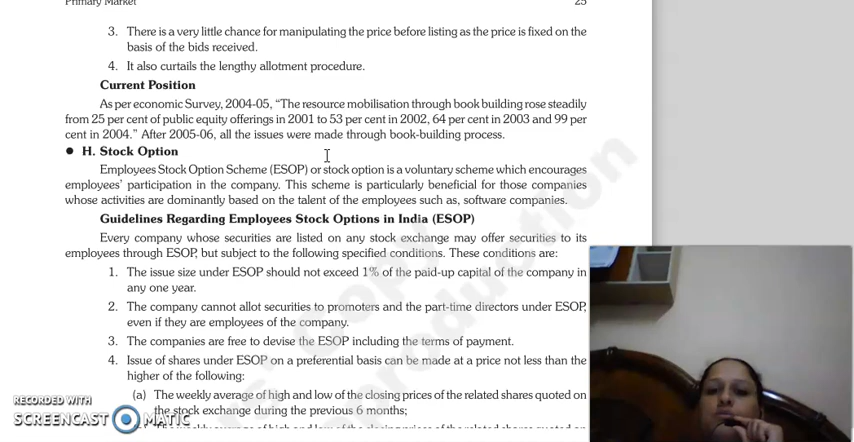 Primary Market 25
3. There is a very little chance for manipulating the price before listing as the price is fixed on the
basis of the bids received.
4. It also curtails the lengthy allotment procedure.
Current Position
As per economic Survey, 2004-05, “The resource mobilisation through book building rose steadily
from 25 per cent of public equity offerings in 2001 to 53 per cent in 2002, 64 per cent in 2003 and 99 per
cent in 2004.” After 2005-06, all the issues were made through book-building process.
● H. Stock Option
Employees Stock Option Scheme (ESOP) or stock option is a voluntary scheme which encourages
employees’ participation in the company. This scheme is particularly beneficial for those companies
whose activities are dominantly based on the talent of the employees such as, software companies.
Guidelines Regarding Employees Stock Options in India (ESOP)
Every company whose securities are listed on any stock exchange may offer securities to its
employees through ESOP, but subject to the following specified conditions. These conditions are:
1. The issue size under ESOP should not exceed 1% of the paid-up capital of the company in
any one year.
2. The company cannot allot securities to promoters and the part-time directors under ESOP,
even if they are employees of the company.
3. The companies are free to devise the ESOP including the terms of payment.
4. Issue of shares under ESOP on a preferential basis can be made at a price not less than the
higher of the following:
(a) The weekly average of high and low of the closing prices of the related shares quoted on
the stock exchange during the previous 6 months;
RECORDED WITH
SCREENCAST MATIC